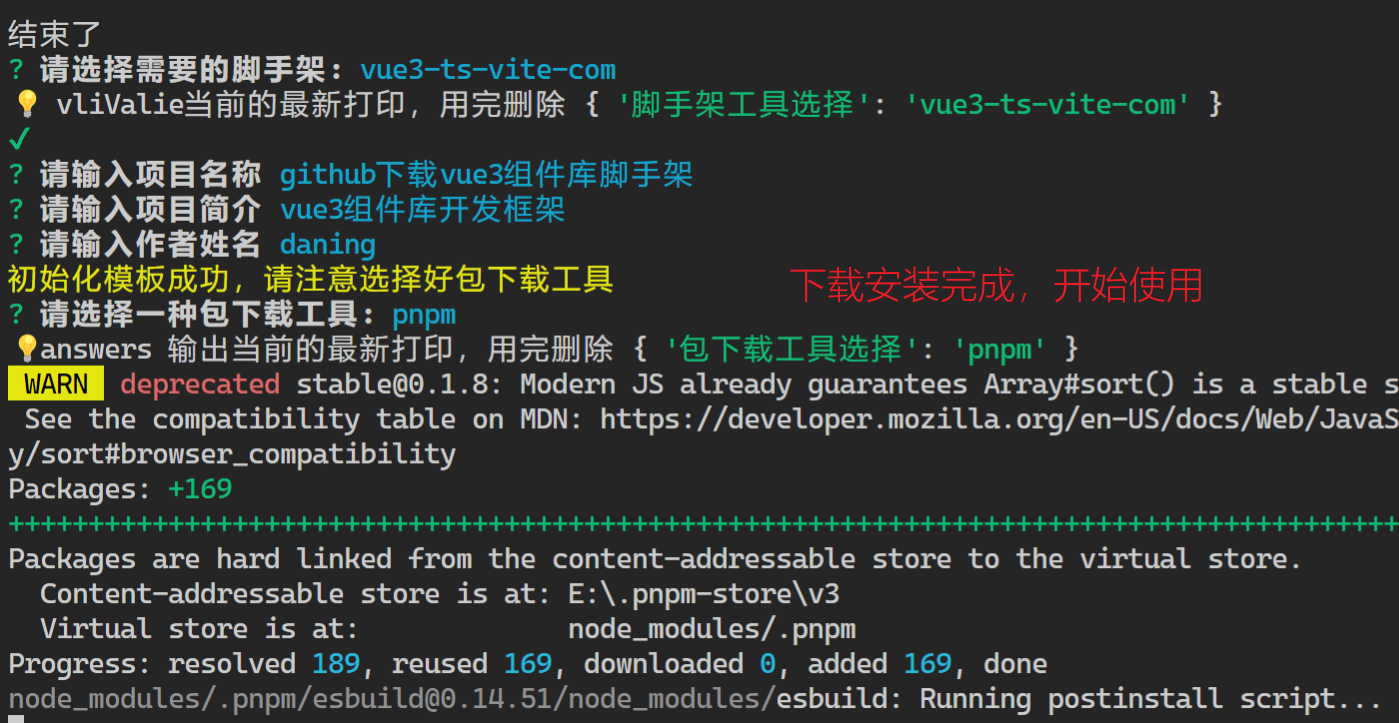 结束了
? 请选择需要的脚手架: vue3-ts-vite-com
💡 vliValie当前的最新打印，用完删除 { '脚手架工具选择': 'vue3-ts-vite-com' }
✓
? 请输入项目名称 github下载vue3组件库脚手架
? 请输入项目简介 vue3组件库开发框架
? 请输入作者姓名 daning
初始化模板成功，请注意选择好包下载工具
下载安装完成，开始使用
? 请选择一种包下载工具: pnpm
💡answers 输出当前的最新打印，用完删除 { '包下载工具选择': 'pnpm' }
WARN deprecated stable@0.1.8: Modern JS already guarantees Array#sort() is a stable s
See the compatibility table on MDN: https://developer.mozilla.org/en-US/docs/Web/JavaS
y/sort#browser_compatibility
Packages: +169
+++++++++++++++++++++++++++++++++++++++++++++++++++++++++++++++++++++++++++++++++++++++
Packages are hard linked from the content-addressable store to the virtual store.
Content-addressable store is at: E:\.pnpm-store\v3
Virtual store is at: node_modules/.pnpm
Progress: resolved 189, reused 169, downloaded 0, added 169, done
node_modules/.pnpm/esbuild@0.14.51/node_modules/esbuild: Running postinstall script...